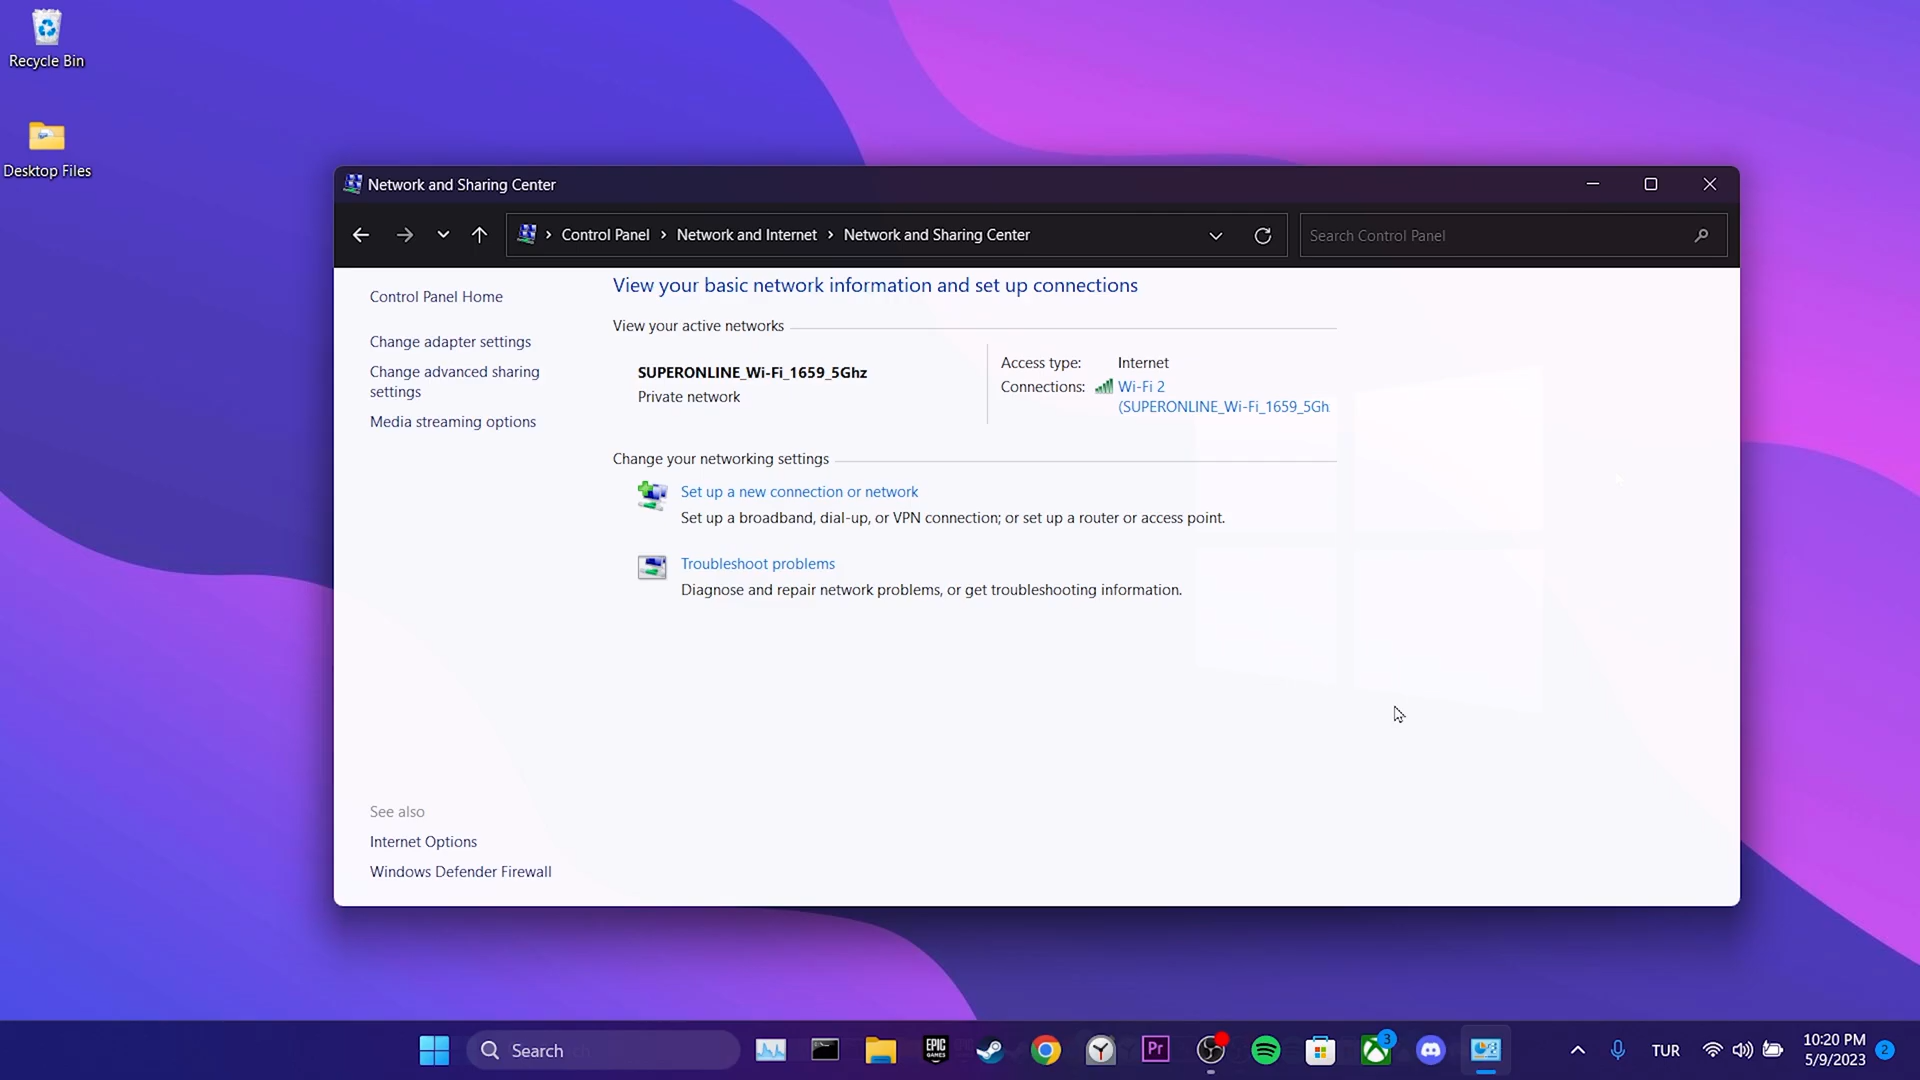 Recycle Bin
Desktop Files
Network and Sharing Center
Control Panel > Network and Internet > Network and Sharing Center
Search Control Panel
Control Panel Home
Change adapter settings
Change advanced sharing
settings
Media streaming options
See also
Internet Options
Windows Defender Firewall
View your basic network information and set up connections
View your active networks
SUPERONLINE_Wi-Fi_1659_5Ghz
Private network
Access type: Internet
Connections: Wi-Fi 2
(SUPERONLINE_Wi-Fi_1659_5Gh
Change your networking settings
Set up a new connection or network
Set up a broadband, dial-up, or VPN connection; or set up a router or access point.
Troubleshoot problems
Diagnose and repair network problems, or get troubleshooting information.
Search
EPIC
GAMES
Pr
3
TUR
10:20 PM
5/9/2023
2